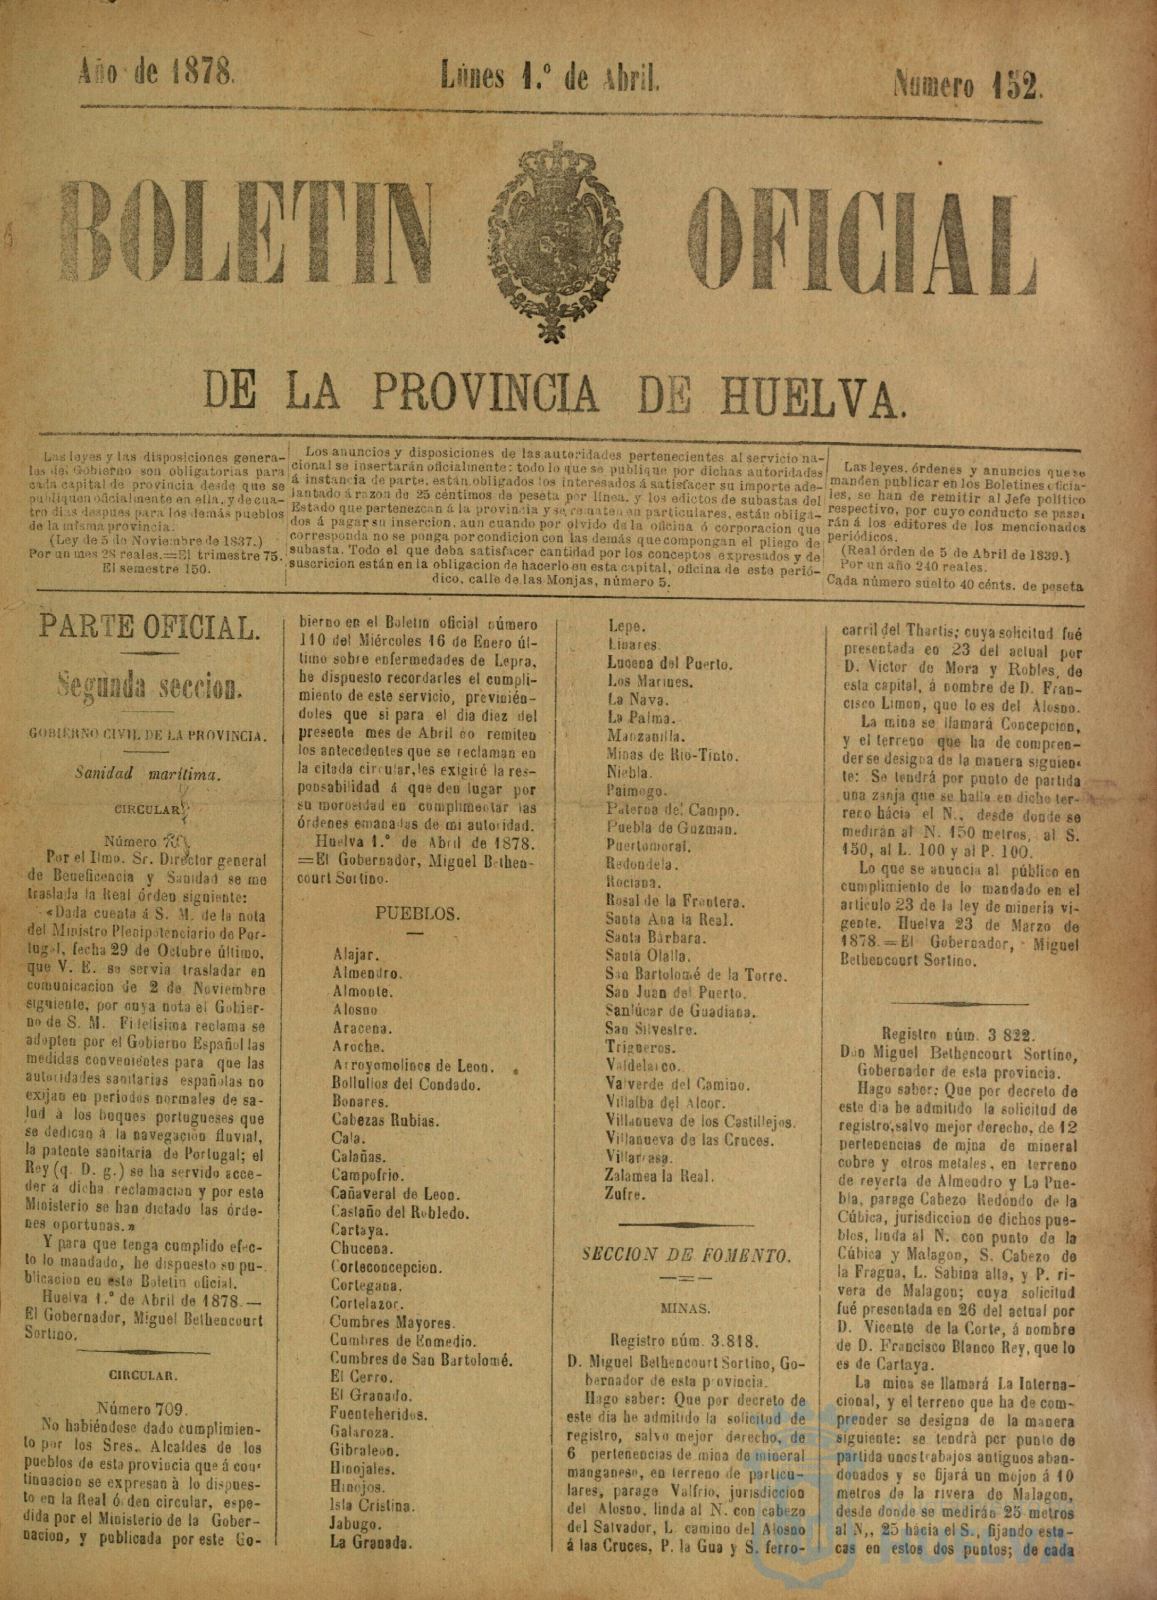 Año de 1878.
Lúnes 1.º de Abril.
Numero 152.
BOLETIN OFICIAL
DE LA PROVINCIA DE HUELVA.
Las leyes y las disposiciones genera-
les del Gobierno son obligatorias para
cada capital de provincia desde que se
publiquen oficialmente en ella, y de cua-
tro dias despues para los demás pueblos
de la misma provincia.
(Ley de 5 de Noviembre de 1837.)
Por un mes 28 reales.=El trimestre 75.
El semestre 150.
Los anuncios y disposiciones de las autoridades pertenecientes al servicio na-
cional se insertarán oficialmente: todo lo que se publique por dichas autoridades
á instancia de parte, están obligados los interesados á satisfacer su importe ade-
lantado á razon de 25 céntimos de peseta por línea, y los edictos de subastas del
Estado que pertenezcan á la provincia y se rematen en particulares, están obliga-
dos á pagar su insercion, aun cuando por olvido de la oficina ó corporacion que
corresponda no se ponga por condicion con las demás que compongan el pliego de
subasta. Todo el que deba satisfacer cantidad por los conceptos expresados y de
suscricion están en la obligacion de hacerlo en esta capital, oficina de este perió-
dico, calle de las Monjas, número 5.
Las leyes, órdenes y anuncios que se
manden publicar en los Boletines oficia-
les, se han de remitir al Jefe político
respectivo, por cuyo conducto se pasa-
rán á los editores de los mencionados
periódicos.
(Real órden de 5 de Abril de 1839.)
Por un año 240 reales.
Cada número suelto 40 cénts. de peseta
PARTE OFICIAL.
Segunda seccion.
GOBIERNO CIVIL DE LA PROVINCIA.
Sanidad marítima.
CIRCULAR.
Número
Por el Ilmo. Sr. Director general
de Beneficencia y Sanidad se me
traslada la Real órden siguiente:
«Dada cuenta á S. M. de la nota
del Ministro Plenipotenciario de Por-
tugal, fecha 29 de Octubre último,
que V. E. se servia trasladar en
comunicacion de 2 de Noviembre
siguiente, por cuya nota el Gobier-
no de S. M. Fidelísima reclama se
adopten por el Gobierno Español las
medidas convenientes para que las
autoridades sanitarias españolas no
exijan en periodos normales de sa-
lud á los buques portugueses que
se dedican á la navegacion fluvial,
la patente sanitaria de Portugal; el
Rey (q. D. g.) se ha servido acce-
der á dicha reclamacion y por este
Ministerio se han dictado las órde-
nes oportunas.»
Y para que tenga cumplido efec-
to lo mandado, he dispuesto su pu-
blicacion en este Boletin oficial.
Huelva 1.º de Abril de 1878.—
El Gobernador, Miguel Bethencourt
Sortino.
CIRCULAR.
Número 709.
No habiéndose dado cumplimien-
to por los Sres. Alcaldes de los
pueblos de esta provincia que á con-
tinuacion se expresan á lo dispues-
to en la Real órden circular, espe-
dida por el Ministerio de la Gober-
nacion, y publicada por este Go-
bierno en el Boletin oficial número
110 del Miércoles 16 de Enero úl-
timo sobre enfermedades de Lepra,
he dispuesto recordarles el cumpli-
miento de este servicio, previnién-
doles que si para el dia diez del
presente mes de Abril no remiten
los antecedentes que se reclaman en
la citada circular, les exigiré la res-
ponsabilidad á que den lugar por
su morosidad en cumplimentar las
órdenes emanadas de mi autoridad.
Huelva 1.º de Abril de 1878.
=El Gobernador, Miguel Bethen-
court Sortino.
PUEBLOS.
Alajar.
Almendro.
Almonte.
Alosno
Aracena.
Aroche.
Arroyomolinos de Leon.
Bollullos del Condado.
Bonares.
Cabezas Rubias.
Cala.
Calañas.
Campofrio.
Cañaveral de Leon.
Castaño del Robledo.
Cartaya.
Chucena.
Corteconcepcion.
Cortegana.
Cortelazor.
Cumbres Mayores.
Cumbres de Enmedio.
Cumbres de San Bartolomé.
El Cerro.
El Granado.
Fuenteheridos.
Galaroza.
Gibraleon.
Hinojales.
Hinojos.
Isla Cristina.
Jabugo.
La Granada.
Lepe.
Linares.
Lucena del Puerto.
Los Marines.
La Nava.
La Palma.
Manzanilla.
Minas de Rio-Tinto.
Niebla.
Paimogo.
Paterna del Campo.
Puebla de Guzman.
Puertomoral.
Redondela.
Rociana.
Rosal de la Frontera.
Santa Ana la Real.
Santa Bárbara.
Santa Olalla.
San Bartolomé de la Torre.
San Juan del Puerto.
Sanlúcar de Guadiana.
San Silvestre.
Trigueros.
Valdelarco.
Valverde del Camino.
Villalba del Alcor.
Villanueva de los Castillejos.
Villanueva de las Cruces.
Villarrasa.
Zalamea la Real.
Zufre.
SECCION DE FOMENTO.
MINAS.
Registro núm. 3.818.
D. Miguel Bethencourt Sortino, Go-
bernador de esta provincia.
Hago saber: Que por decreto de
este dia he admitido la solicitud de
registro, salvo mejor derecho, de
6 pertenencias de mina de mineral
manganeso, en terreno de particu-
lares, parage Valfrio, jurisdiccion
del Alosno, linda al N. con cabezo
del Salvador, L camino del Alosno
á las Cruces, P. la Gua y S. ferro-
carril del Thartis; cuya solicitud fué
presentada en 23 del actual por
D. Victor de Mora y Robles, de
esta capital, á nombre de D. Fran-
cisco Limon, que lo es del Alosno.
La mina se llamará Concepcion,
y el terreno que ha de compren-
derse designa de la manera siguien-
te: Se tendrá por punto de partida
una zanja que se halla en dicho ter-
reno hácia el N., desde donde se
medirán al N. 150 metros, al S.
150, al L. 100 y al P. 100.
Lo que se anuncia al público en
cumplimiento de lo mandado en el
articulo 23 de la ley de minería vi-
gente. Huelva 23 de Marzo de
1878.=El Gobernador, Miguel
Bethencourt Sortino.
Registro núm. 3 822.
Don Miguel Bethencourt Sortino,
Gobernador de esta provincia.
Hago saber: Que por decreto de
este dia he admitido la solicitud de
registro, salvo mejor derecho, de 12
pertenencias de mina de mineral
cobre y otros metales, en terreno
de reyerta de Almendro y La Pue-
bla, parage Cabezo Redondo de la
Cúbica, jurisdiccion de dichos pue-
blos, linda al N. con punto de la
Cúbica y Malagon, S. Cabezo de
la Fragua, L. Sabina alta, y P. ri-
vera de Malagon; cuya solicitud
fué presentada en 26 del actual por
D. Vicente de la Corte, á nombre
de D. Francisco Blanco Rey, que lo
es de Cartaya.
La mina se llamará La Interna-
cional, y el terreno que ha de com-
prender se designa de la manera
siguiente: se tendrá por punto de
partida unos trabajos antiguos aban-
donados y se fijará un mojon á 10
metros de la rivera de Malagon,
desde donde se medirán 25 metros
al N., 25 hácia el S., fijando esta-
cas en estos dos puntos; de cada
HUELVA